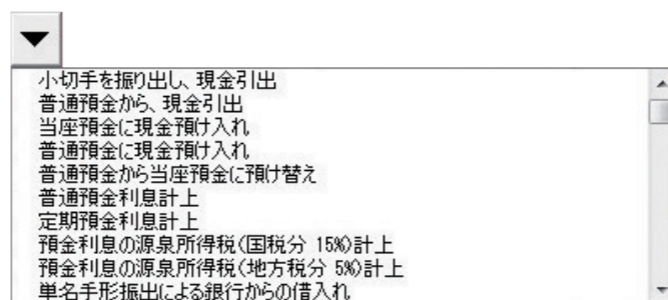 小切手を振り出し、現金引出
普通預金から、現金引出
当座預金に現金預け入れ
普通預金に現金預け入れ
普通預金から当座預金に預け替え
普通預金利息計上
定期預金利息計上
預金利息の源泉所得税(国税分 15%)計上
預金利息の源泉所得税(地方税分 5%)計上
単名手形振出による銀行からの借入れ